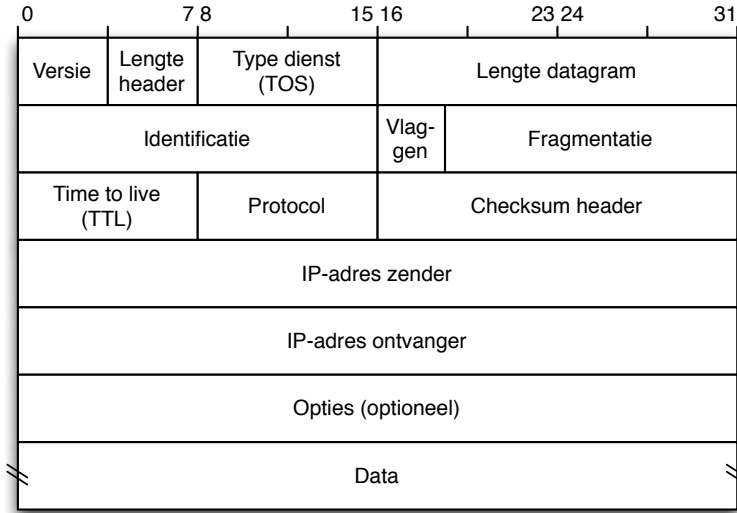 0 7 8 15 16 23 24 31
Versie Lengte header Type dienst (TOS) Lengte datagram
Identificatie Vlag-gen Fragmentatie
Time to live (TTL) Protocol Checksum header
IP-adres zender
IP-adres ontvanger
Opties (optioneel)
Data